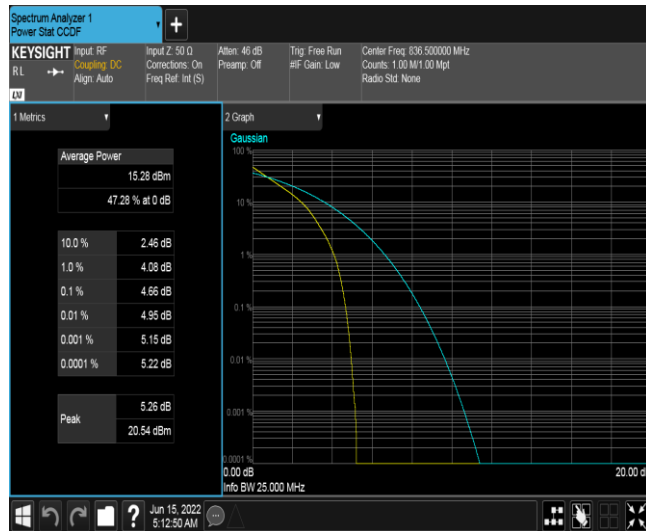 Spectrum Analyzer 1
Power Stat CCDF
+
KEYSIGHT
RL
LXI
Input: RF
Coupling: DC
Align: Auto
Input Z: 50 Ω
Corrections: On
Freq Ref: Int (S)
Atten: 46 dB
Preamp: Off
Trig: Free Run
#IF Gain: Low
Center Freq: 836.500000 MHz
Counts: 1.00 M/1.00 Mpt
Radio Std: None
1 Metrics
Average Power
15.28 dBm
47.28 % at 0 dB
10.0 % 2.46 dB
1.0 % 4.08 dB
0.1 % 4.66 dB
0.01 % 4.95 dB
0.001 % 5.15 dB
0.0001 % 5.22 dB
Peak
5.26 dB
20.54 dBm
2 Graph
Gaussian
100 %
10 %
1 %
0.1 %
0.01 %
0.001 %
0.0001 %
0.00 dB
20.00 d
Info BW 25.000 MHz
?
Jun 15, 2022
5:12:50 AM